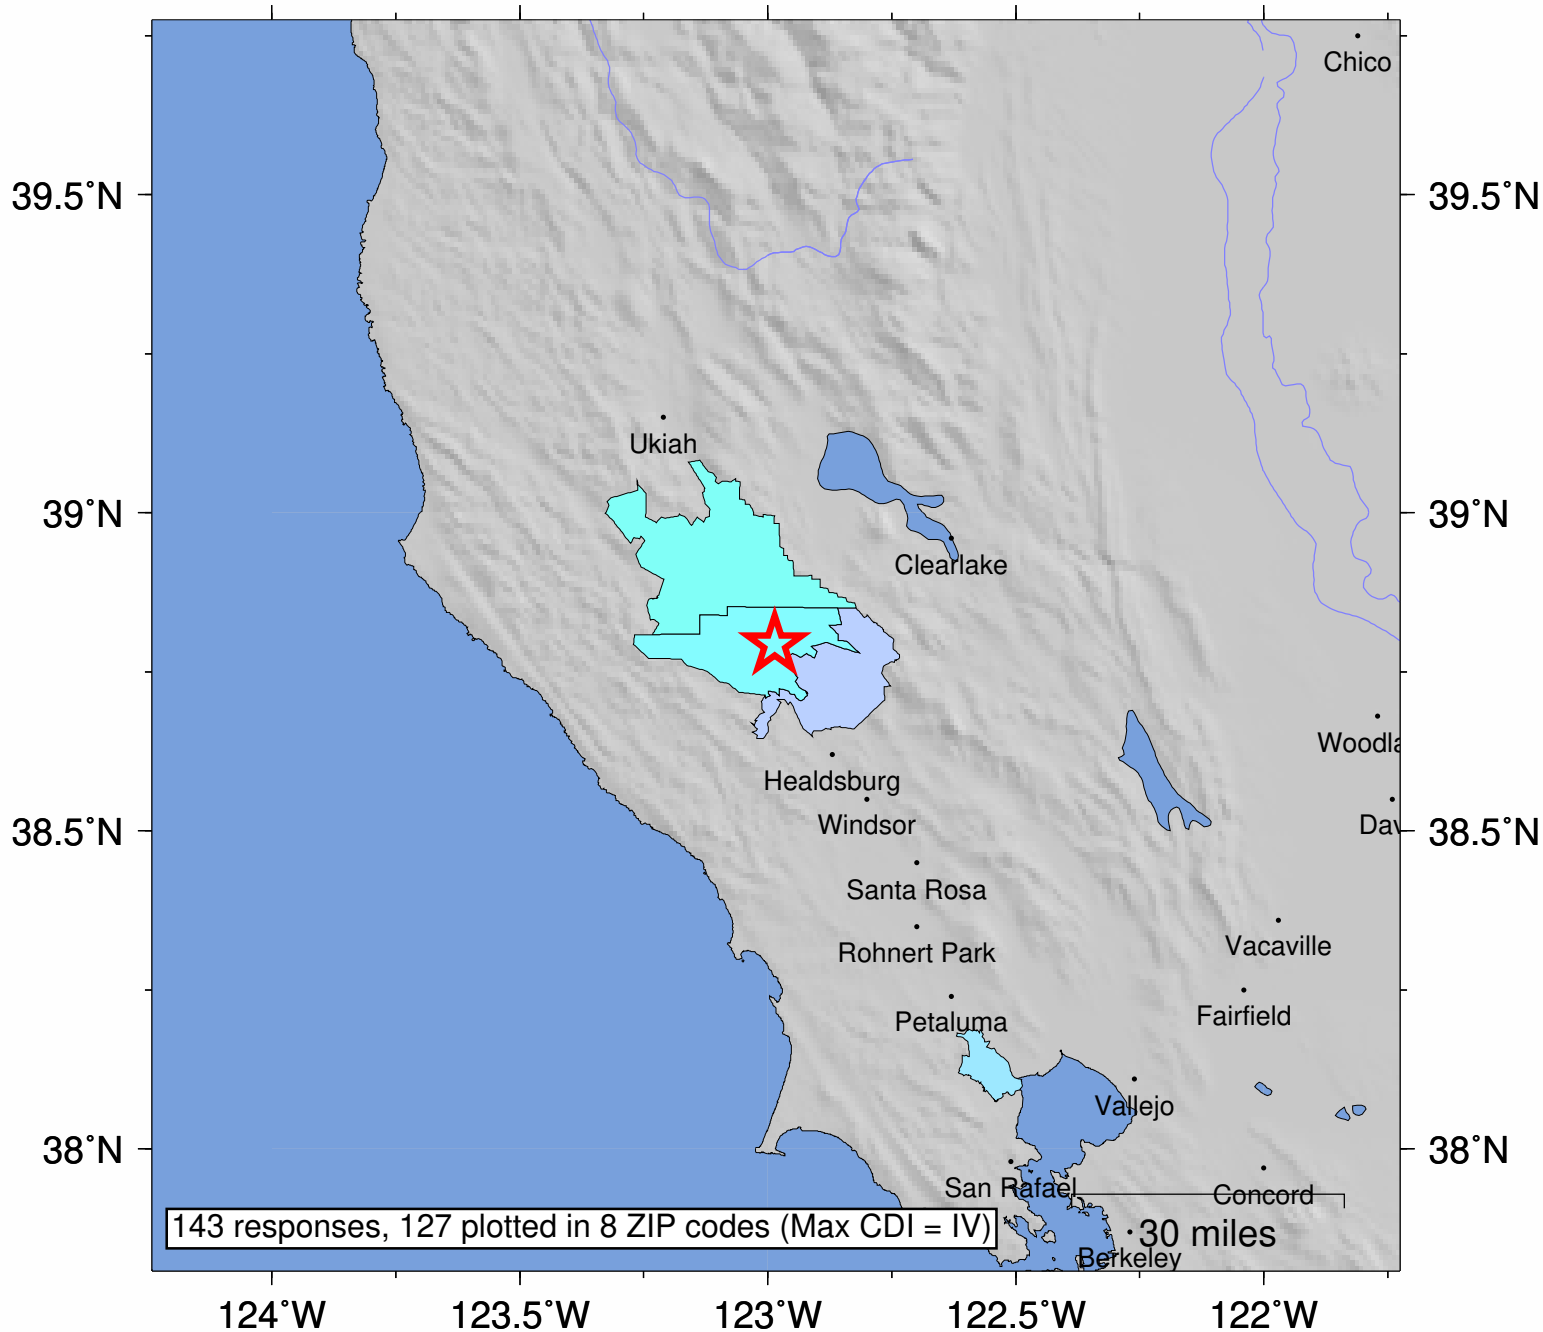 Chico
39.5°N
39.5°N
Ukiah
39°N
39°N
Clearlake
Woodla
Healdsburg
Windsor
38.5°N
Dav
38.5°N
Santa Rosa
Rohnert Park
Vacaville
Petaluma
Fairfield
Vallejo
38°N
38°N
San Rafael
Concord
143 responses, 127 plotted in 8 ZIP codes (Max CDI = IV)
30 miles
Berkeley
124°W
123.5°W
123°W
122.5°W
122°W